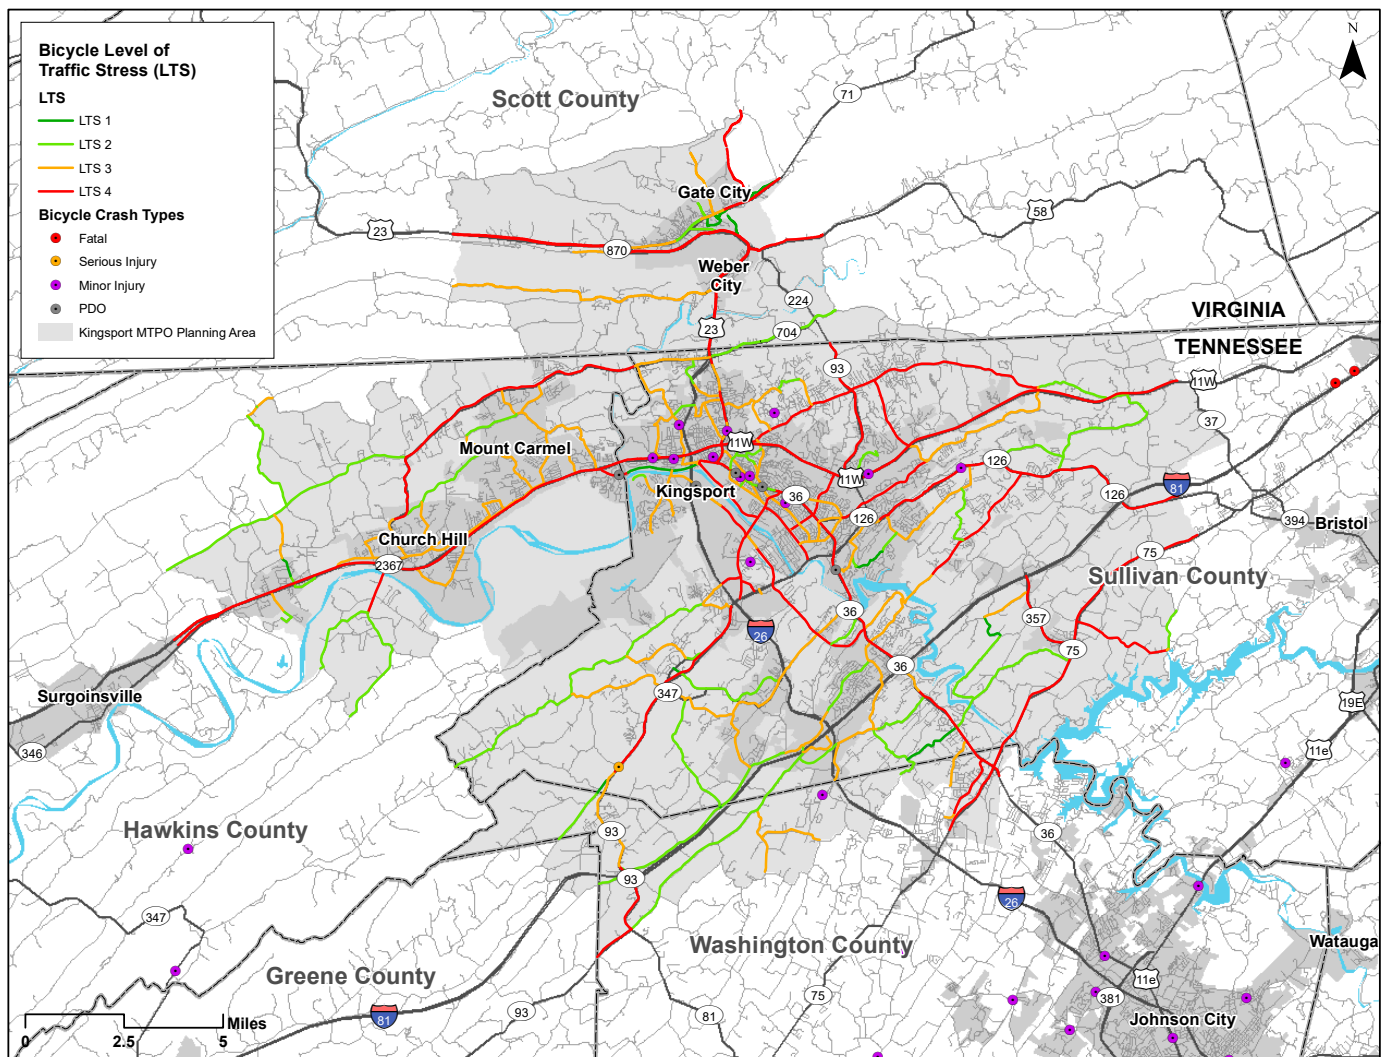 Bicycle Level of
Traffic Stress (LTS)
LTS
LTS 1
LTS 2
LTS 3
LTS 4
Bicycle Crash Types
Fatal
Serious Injury
Minor Injury
PDO
Kingsport MTPO Planning Area
N
Scott County
71
Gate City
58
23
870
Weber
City
224
VIRGINIA
23
704
TENNESSEE
93
11W
37
11W
Mount Carmel
126
11W
81
Kingsport
36
126
126
394
Bristol
Church Hill
75
2367
Sullivan County
36
357
26
75
36
347
Surgoinsville
19E
346
11e
Hawkins County
93
36
93
26
347
Washington County
Watauga
Greene County
11e
75
381
93
81
81
Johnson City
Miles
0
2.5
5